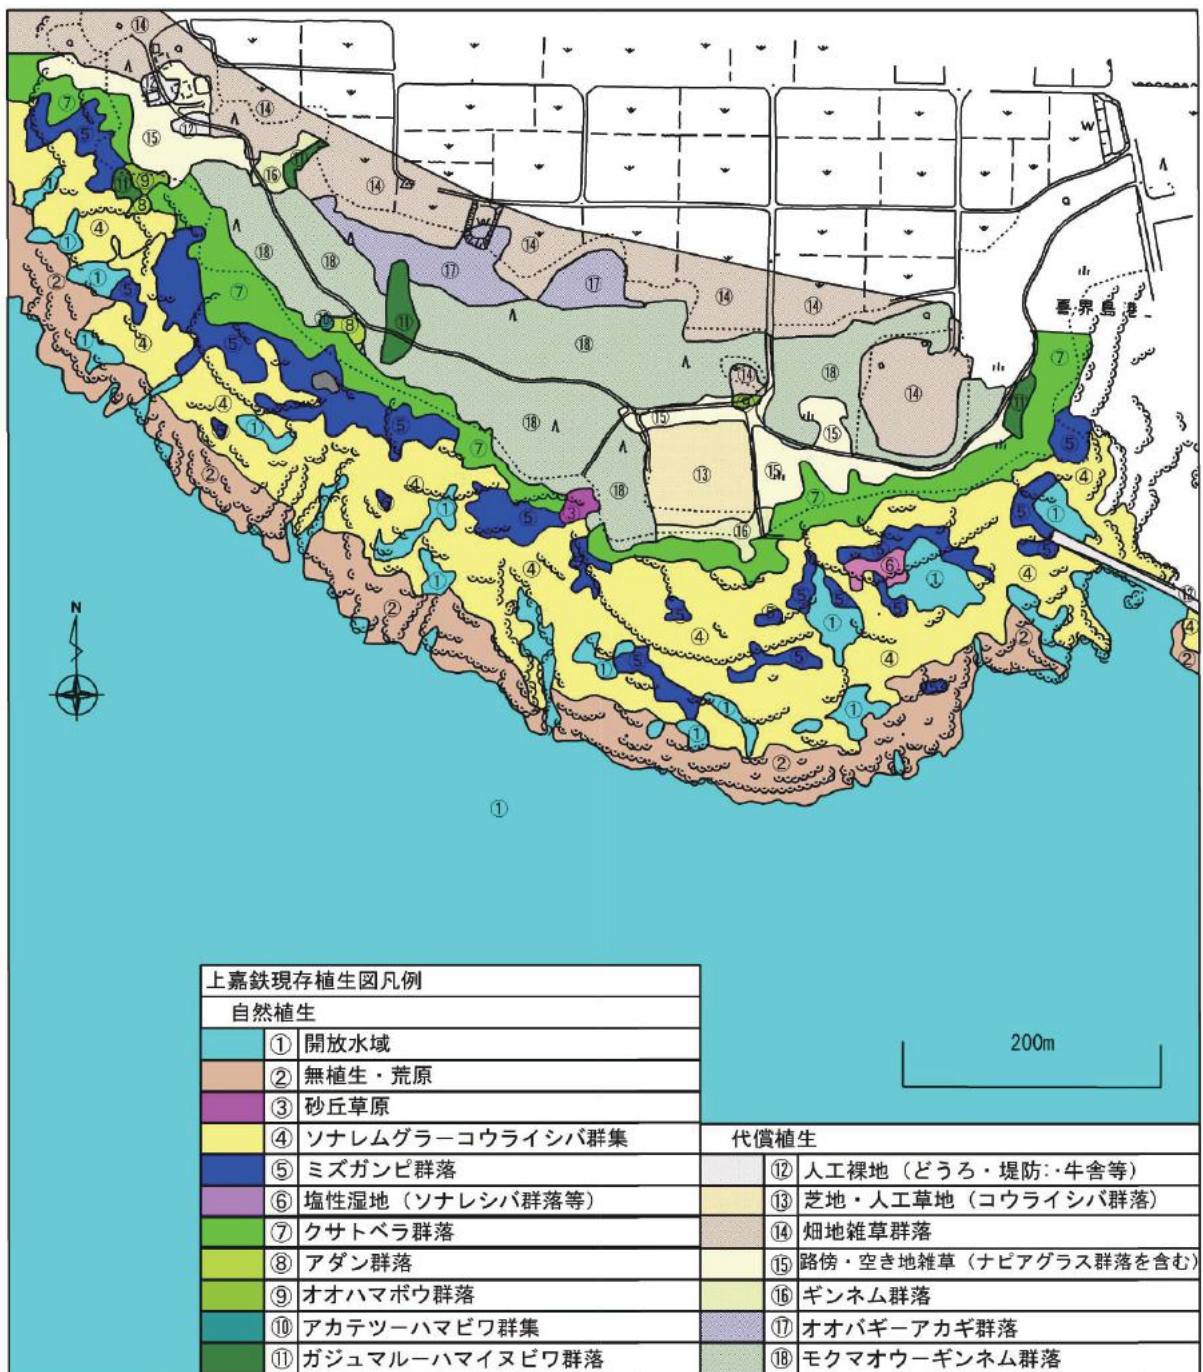 喜界島港
N
①
200m
上嘉鉄現存植生図凡例
自然植生
① 開放水域
② 無植生・荒原
③ 砂丘草原
④ ソナレムグラーコウライシバ群集
⑤ ミズガンピ群落
⑥ 塩性湿地（ソナレシバ群落等）
⑦ クサトベラ群落
⑧ アダン群落
⑨ オオハマボウ群落
⑩ アカテツーハマビワ群集
⑪ ガジュマルーハマイヌビワ群落
代償植生
⑫ 人工裸地（どうろ・堤防:・牛舎等）
⑬ 芝地・人工草地（コウライシバ群落）
⑭ 畑地雑草群落
⑮ 路傍・空き地雑草（ナピアグラス群落を含む）
⑯ ギンネム群落
⑰ オオバギーアカギ群落
⑱ モクマオウーギンネム群落